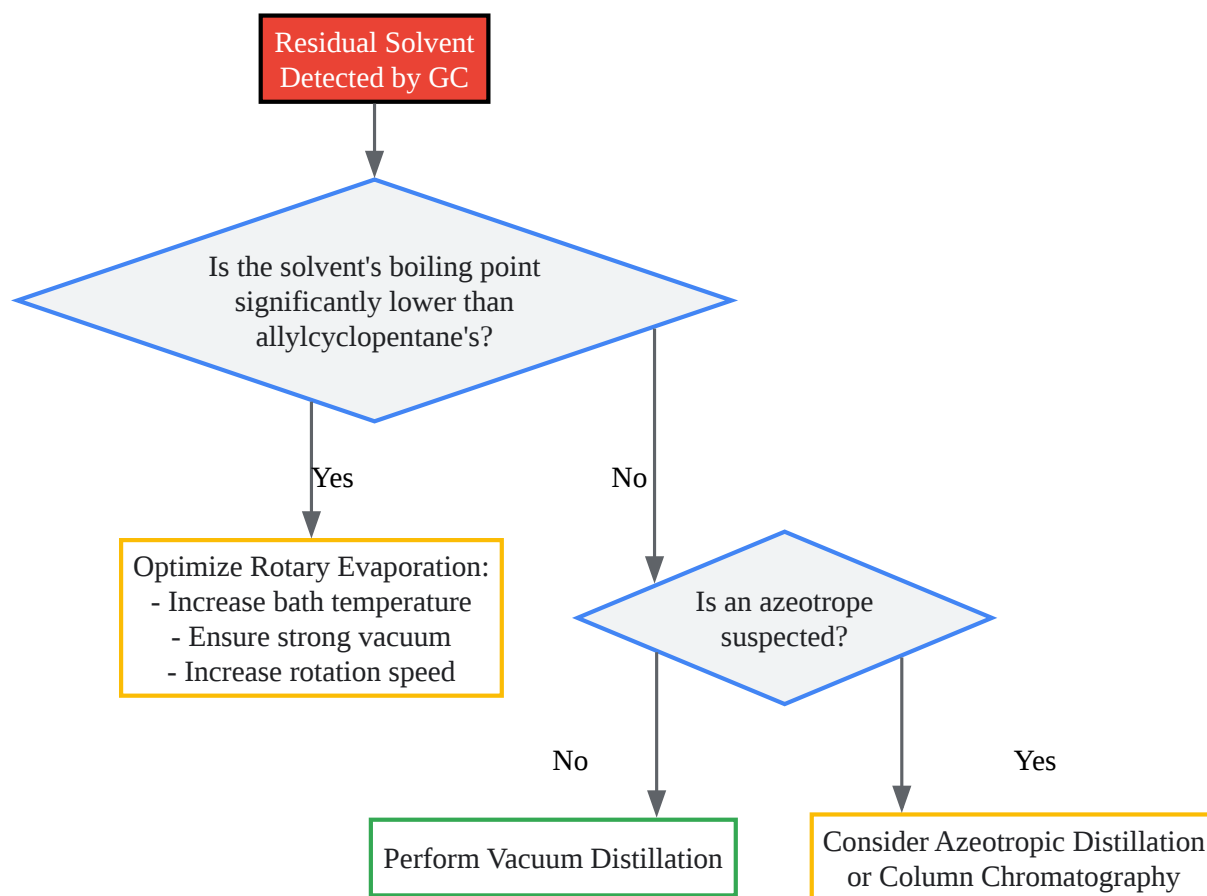 Residual Solvent
Detected by GC
Is the solvent's boiling point
significantly lower than
allylcyclopentane's?
Yes
No
Optimize Rotary Evaporation:
- Increase bath temperature
- Ensure strong vacuum
- Increase rotation speed
Is an azeotrope
suspected?
No
Yes
Perform Vacuum Distillation
Consider Azeotropic Distillation
or Column Chromatography